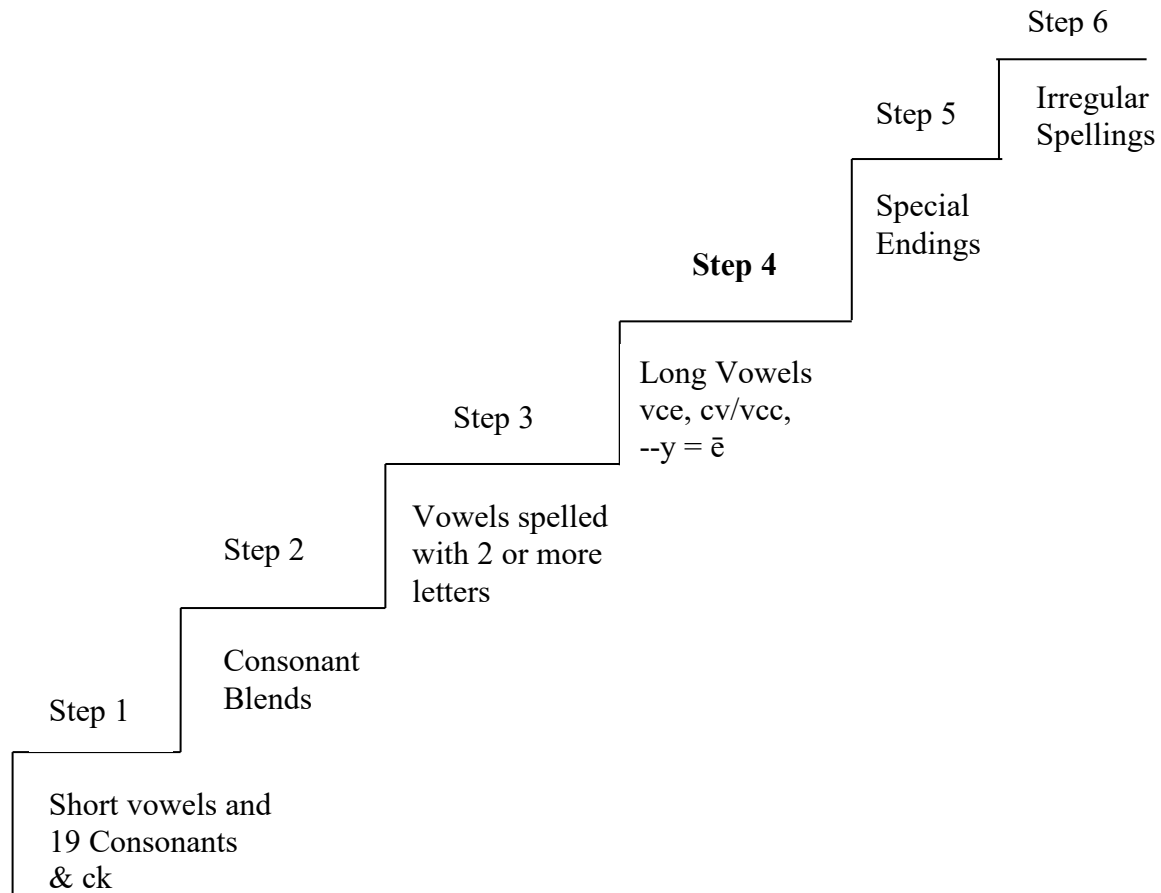 Step 6
Irregular
Spellings
Step 5
Special
Endings
Step 4
Long Vowels
vce, cv/vcc,
--y = ē
Step 3
Vowels spelled
with 2 or more
letters
Step 2
Consonant
Blends
Step 1
Short vowels and
19 Consonants
& ck